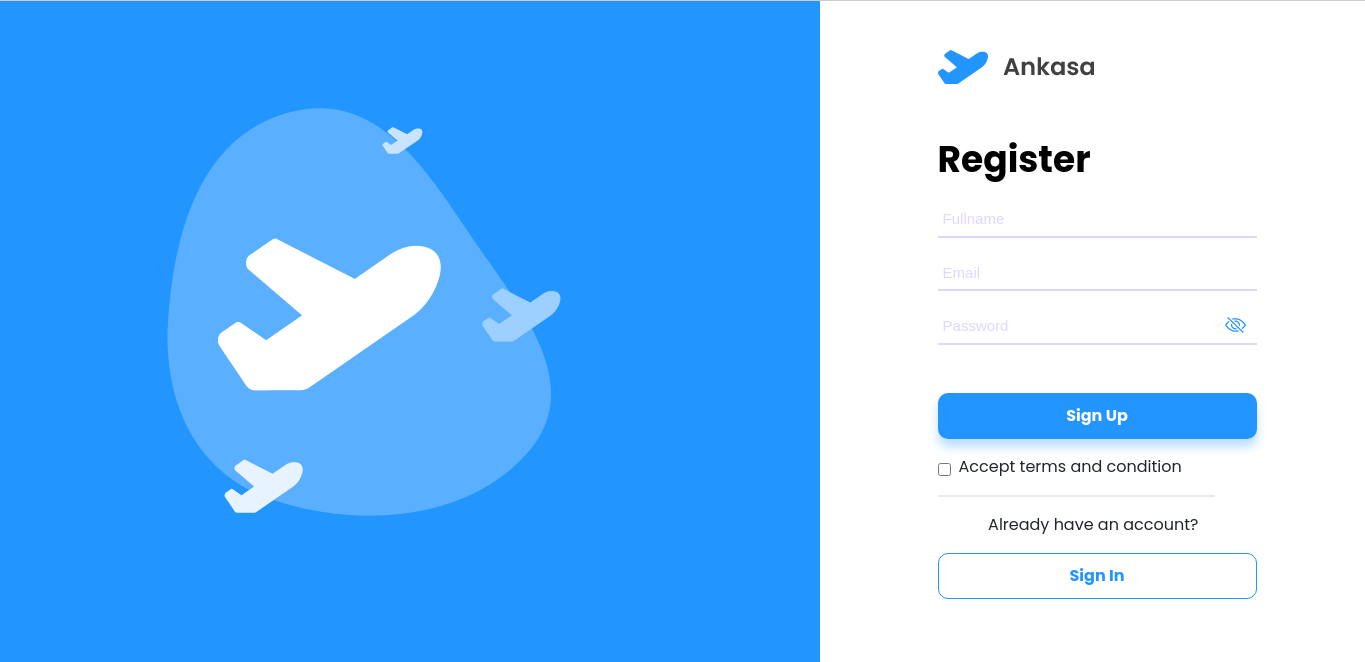 Ankasa
Register
Fullname
Email
Password
Sign Up
Accept terms and condition
Already have an account?
Sign In